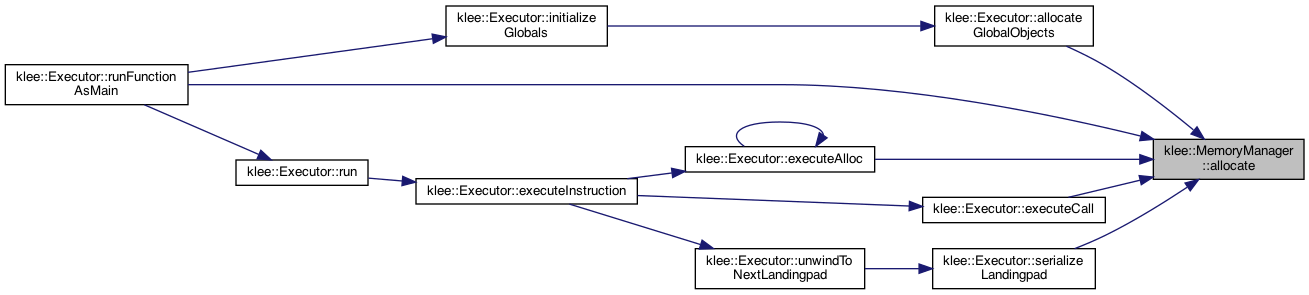 klee::Executor::initialize
Globals
klee::Executor::allocate
GlobalObjects
klee::Executor::runFunction
AsMain
klee::MemoryManager
::allocate
klee::Executor::executeAlloc
klee::Executor::run
klee::Executor::executeInstruction
klee::Executor::executeCall
klee::Executor::unwindTo
NextLandingpad
klee::Executor::serialize
Landingpad